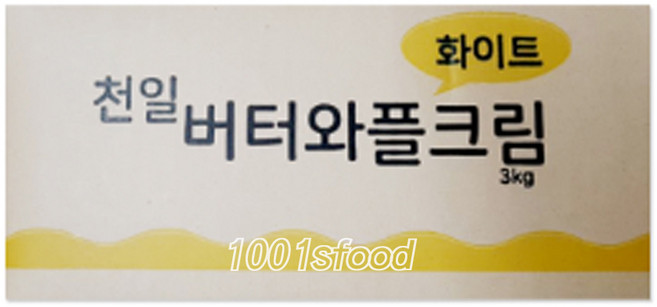 화이트
천일
버터와플크림
3kg
1001sfood